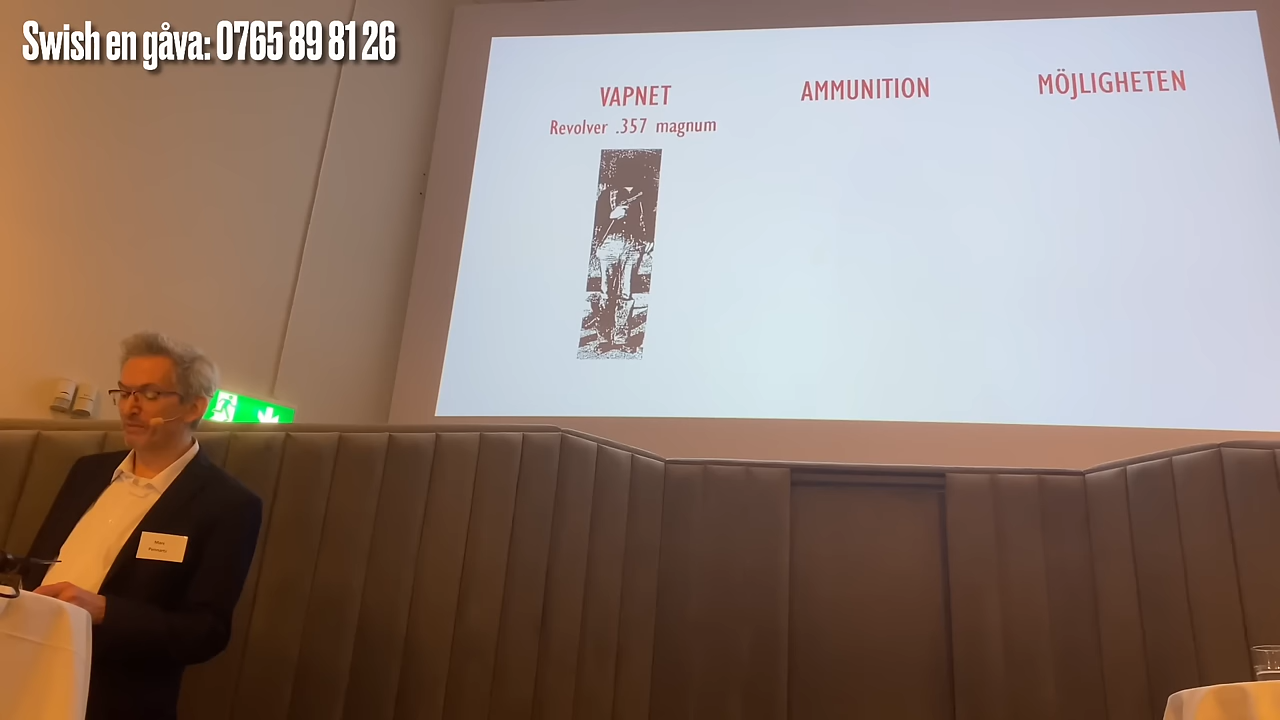 Swish en gåva: 0765 89 81 26
VAPNET
AMMUNITION
MÖJLIGHETEN
Revolver .357 magnum